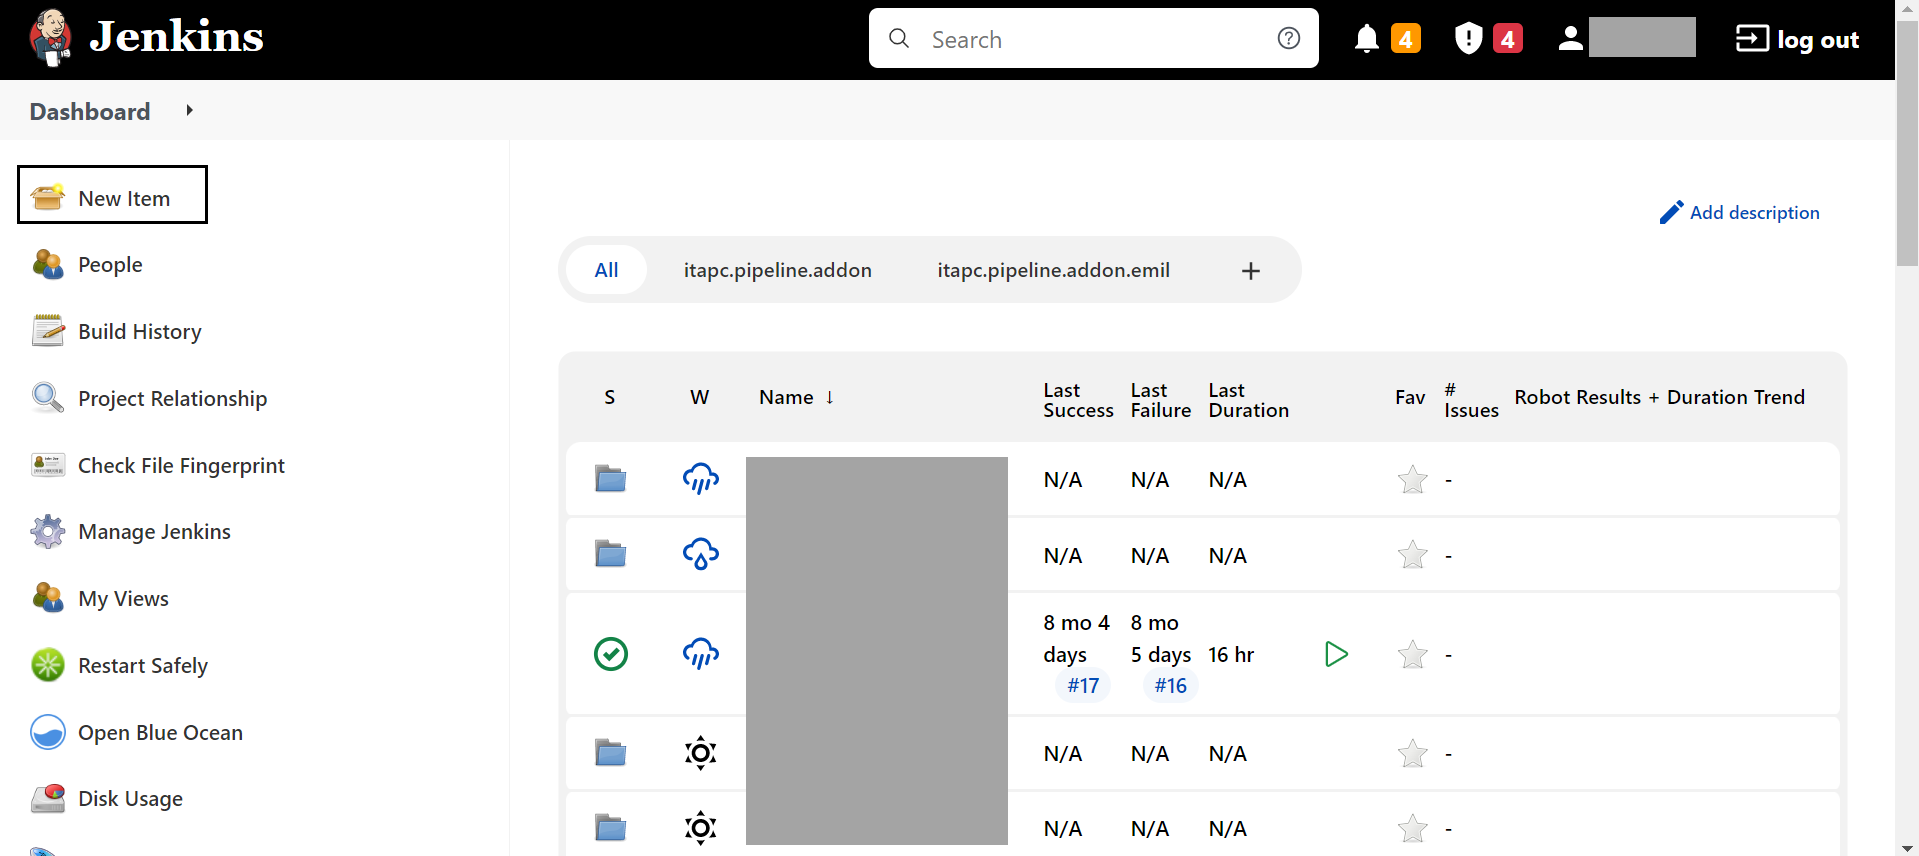 Jenkins
Search
4
4
log out
Dashboard
New Item
People
Build History
Project Relationship
Check File Fingerprint
Manage Jenkins
My Views
Restart Safely
Open Blue Ocean
Disk Usage
Add description
All itapc.pipeline.addon itapc.pipeline.addon.emil +
S W Name ↓ Last Success Last Failure Last Duration Fav # Issues Robot Results + Duration Trend
N/A N/A N/A -
N/A N/A N/A -
8 mo 4 days #17 8 mo 5 days #16 16 hr -
N/A N/A N/A -
N/A N/A N/A -